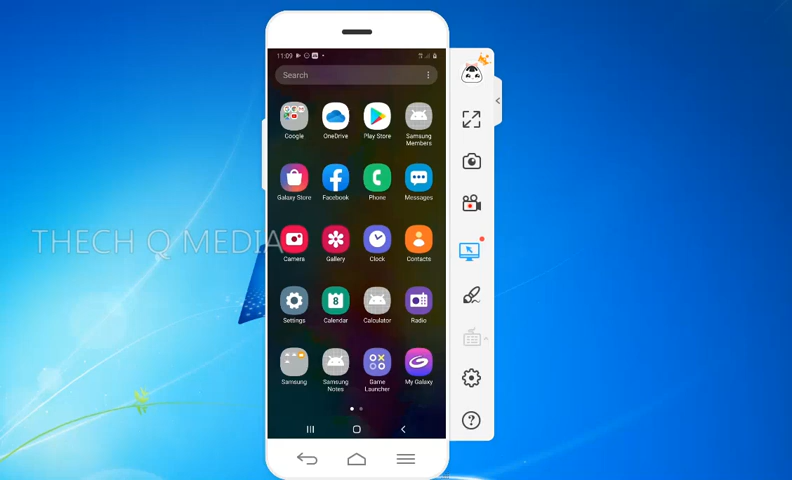 11:09
Search
Google
OneDrive
Play Store
Samsung
Members
Galaxy Store
Facebook
Phone
Messages
THECH Q MEDIA
Camera
Gallery
Clock
Contacts
8
Settings
Calendar
Calculator
Radio
Samsung
Samsung
Notes
Game
Launcher
My Galaxy
?